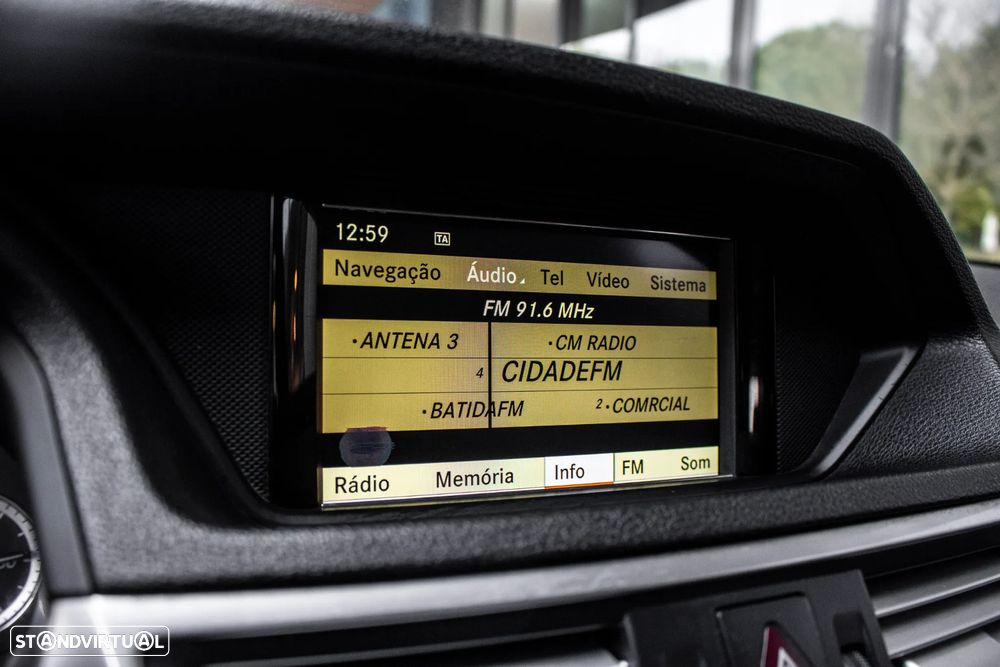 12:59 TA
Navegação Áudio Tel Vídeo Sistema
FM 91.6 MHz
·ANTENA 3 ·CM RADIO
4 CIDADEFM
·BATIDAFM 2·COMRCIAL
Rádio Memória Info FM Som
STANDVIRTUAL